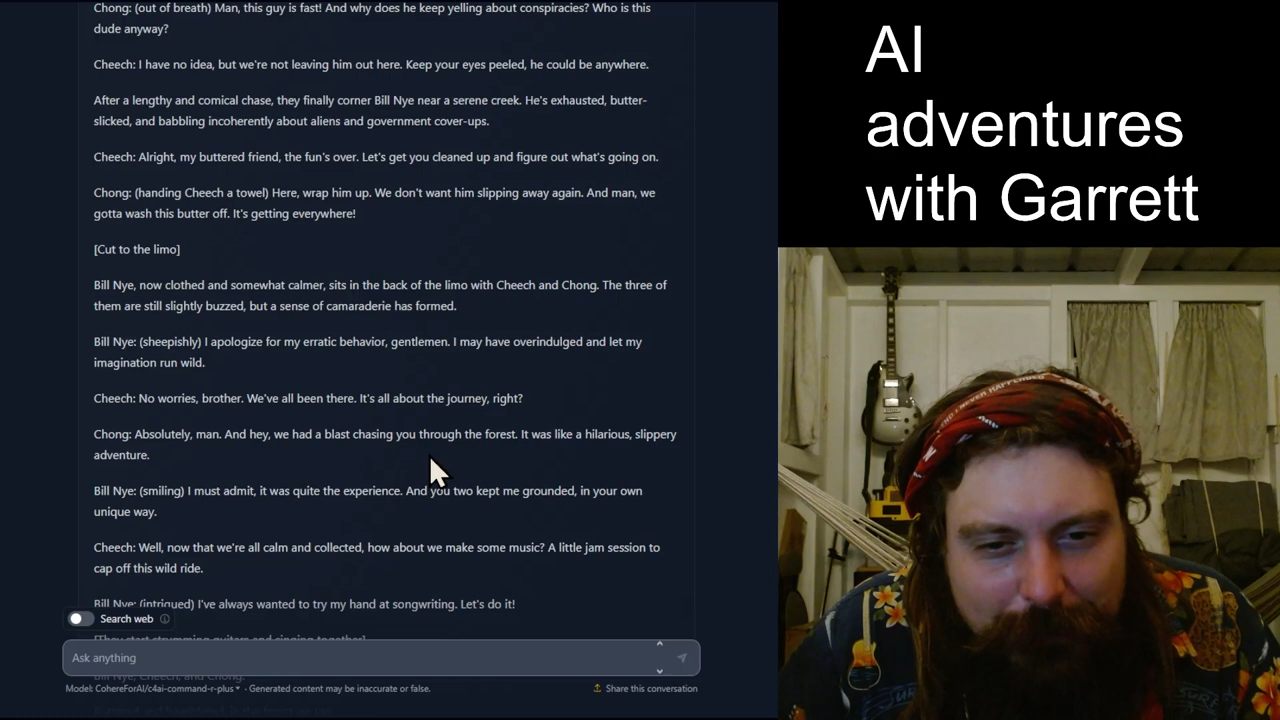 Chong: (out of breath) Man, this guy is fast! And why does he keep yelling about conspiracies? Who is this
dude anyway?
Cheech: I have no idea, but we're not leaving him out here. Keep your eyes peeled, he could be anywhere.
After a lengthy and comical chase, they finally corner Bill Nye near a serene creek. He's exhausted, butter-
slicked, and babbling incoherently about aliens and government cover-ups.
Cheech: Alright, my buttered friend, the fun's over. Let's get you cleaned up and figure out what's going on.
Chong: (handing Cheech a towel) Here, wrap him up. We don't want him slipping away again. And man, we
gotta wash this butter off. It's getting everywhere!
[Cut to the limo]
Bill Nye, now clothed and somewhat calmer, sits in the back of the limo with Cheech and Chong. The three of
them are still slightly buzzed, but a sense of camaraderie has formed.
Bill Nye: (sheepishly) I apologize for my erratic behavior, gentlemen. I may have overindulged and let my
imagination run wild.
Cheech: No worries, brother. We've all been there. It's all about the journey, right?
Chong: Absolutely, man. And hey, we had a blast chasing you through the forest. It was like a hilarious, slippery
adventure.
Bill Nye: (smiling) I must admit, it was quite the experience. And you two kept me grounded, in your own
unique way.
Cheech: Well, now that we're all calm and collected, how about we make some music? A little jam session to
cap off this wild ride.
Bill Nye: (intrigued) I've always wanted to try my hand at songwriting. Let's do it!
Search web
[They start strumming guitars and singing together]
Ask anything
Bill Nye, Cheech, and Chong:
Model: CohereForAI/c4ai-command-r-plus · Generated content may be inaccurate or false.
Share this conversation
AI
adventures
with Garrett